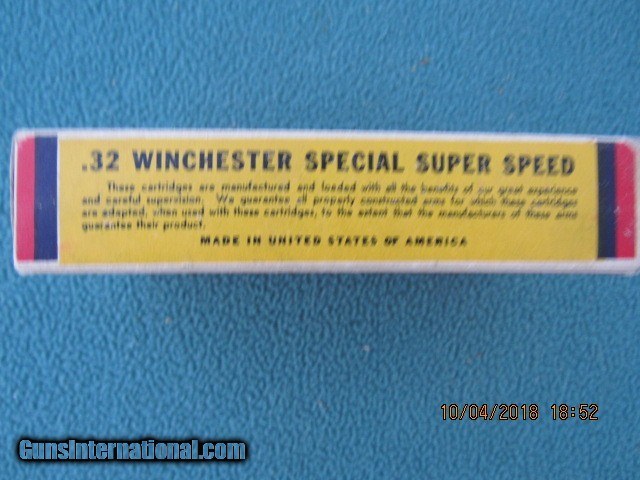 .32 WINCHESTER SPECIAL SUPER SPEED
These cartridges are manufactured and loaded with all the benefits of our great experience
and careful supervision. We guarantee all properly constructed arms for which these cartridges
are adapted, when used with these cartridges, to the extent that the manufacturers of these arms
guarantee their product.
MADE IN UNITED STATES OF AMERICA
10/04/2018 18:52
GunsInternational.com